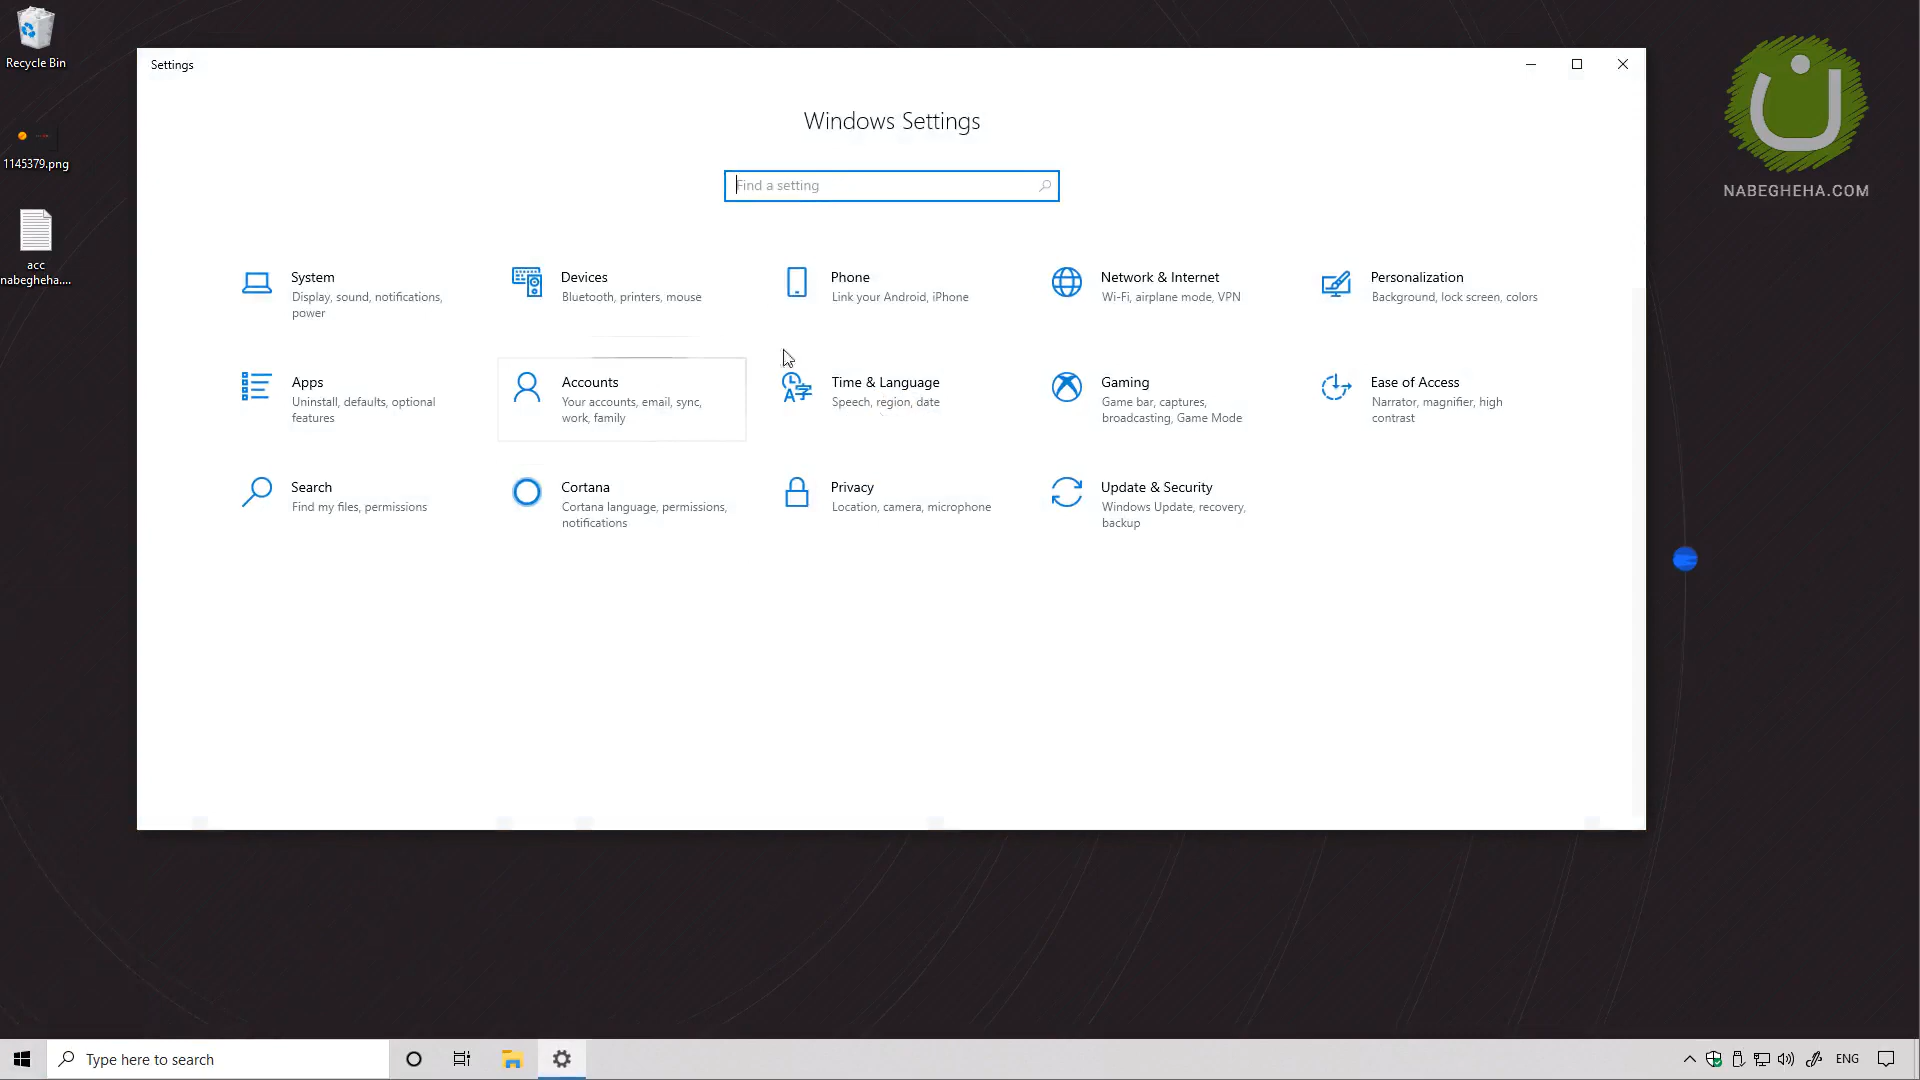 Recycle Bin
1145379.png
acc
nabegheha....
Settings
Windows Settings
Find a setting
System
Display, sound, notifications,
power
Devices
Bluetooth, printers, mouse
Phone
Link your Android, iPhone
Network & Internet
Wi-Fi, airplane mode, VPN
Personalization
Background, lock screen, colors
Apps
Uninstall, defaults, optional
features
Accounts
Your accounts, email, sync,
work, family
Time & Language
Speech, region, date
Gaming
Game bar, captures,
broadcasting, Game Mode
Ease of Access
Narrator, magnifier, high
contrast
Search
Find my files, permissions
Cortana
Cortana language, permissions,
notifications
Privacy
Location, camera, microphone
Update & Security
Windows Update, recovery,
backup
NABEGHEHA.COM
Type here to search
ENG